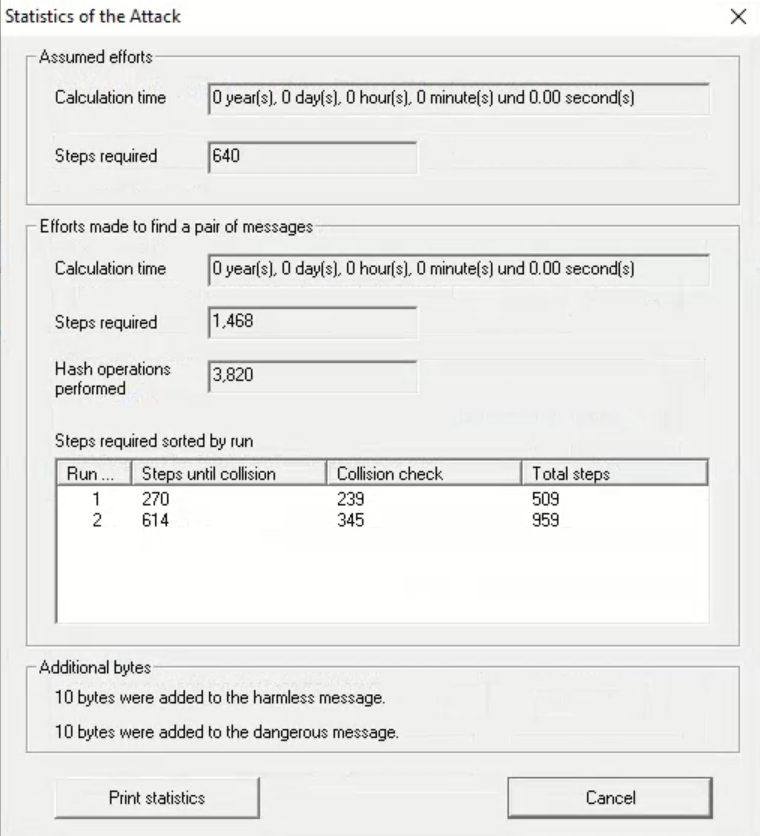 Statistics of the Attack
Assumed efforts
Calculation time 0 year(s), 0 day(s), 0 hour(s), 0 minute(s) und 0.00 second(s)
Steps required 640
Efforts made to find a pair of messages
Calculation time 0 year(s), 0 day(s), 0 hour(s), 0 minute(s) und 0.00 second(s)
Steps required 1,468
Hash operations
performed 3,820
Steps required sorted by run
Run ... Steps until collision Collision check Total steps
1 270 239 509
2 614 345 959
Additional bytes
10 bytes were added to the harmless message.
10 bytes were added to the dangerous message.
Print statistics Cancel